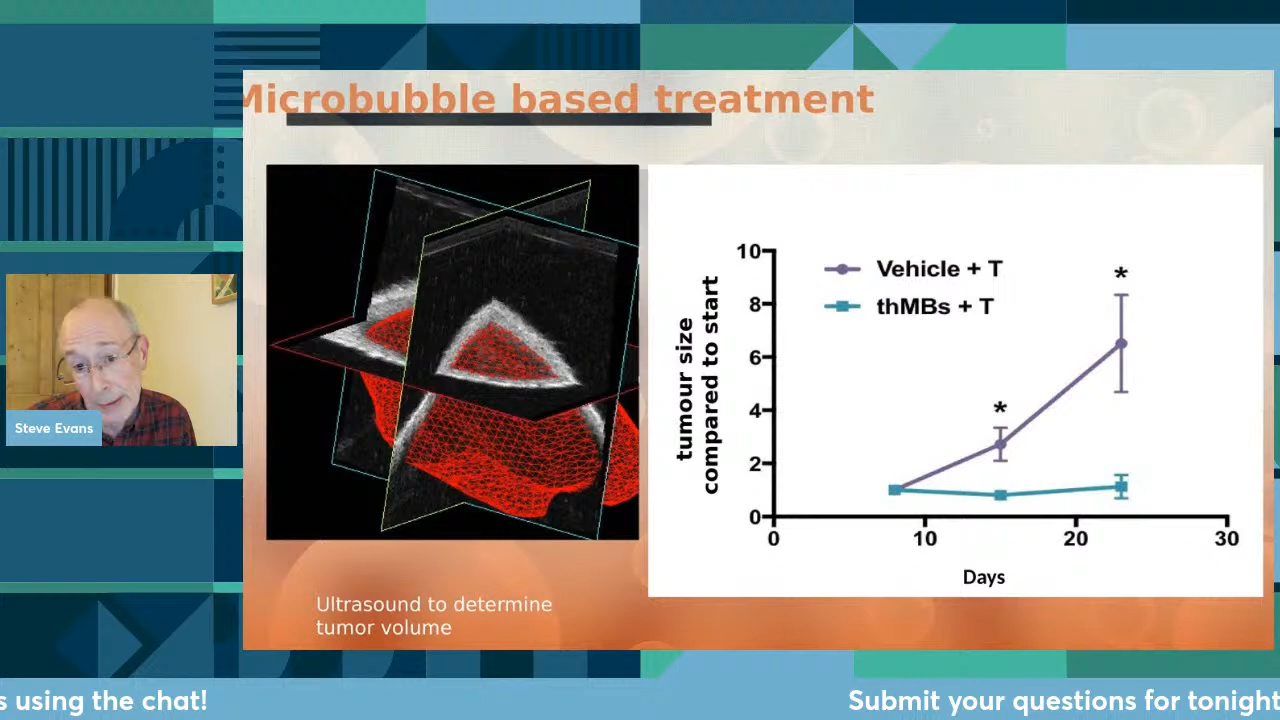 Microbubble based treatment
Vehicle + T
thMBs + T
*
*
tumour size
compared to start
10
8
6
4
2
0
0
10
20
30
Days
Ultrasound to determine
tumor volume
Steve Evans
s using the chat!
Submit your questions for tonight